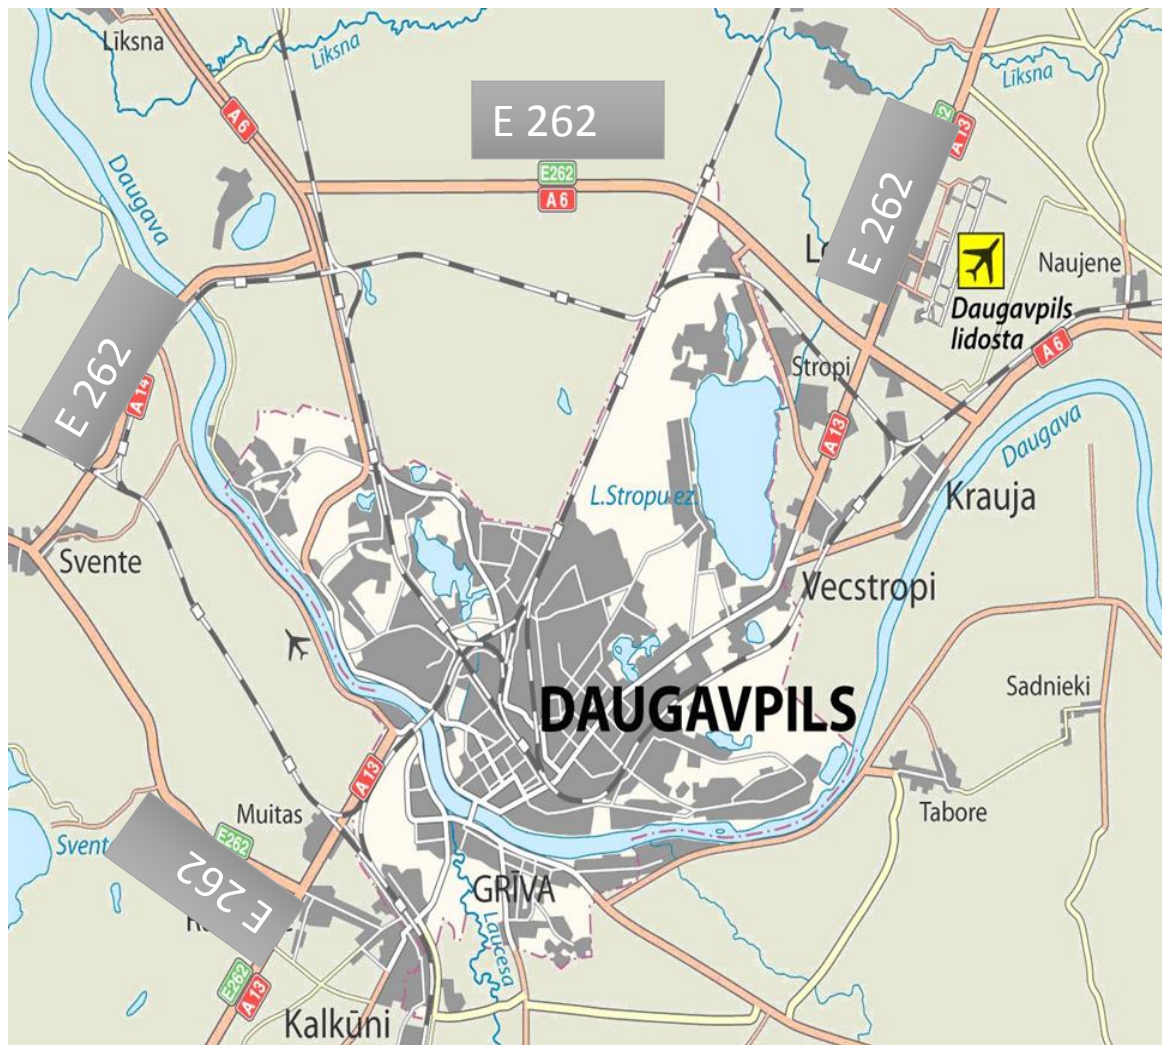 Līksna
Līksna
Līksna
E 262
A 6
A 13
Daugava
E262
A 6
E 262
Naujene
Daugavpils
lidosta
A 6
E 262
A 14
Stropi
A 13
Daugava
L.Stropu ez.
Krauja
Svente
Vecstropi
Sadnieki
DAUGAVPILS
A 13
Muitas
Tabore
E262
E 262
GRĪVA
Laucesa
E262
A 13
Kalkūni